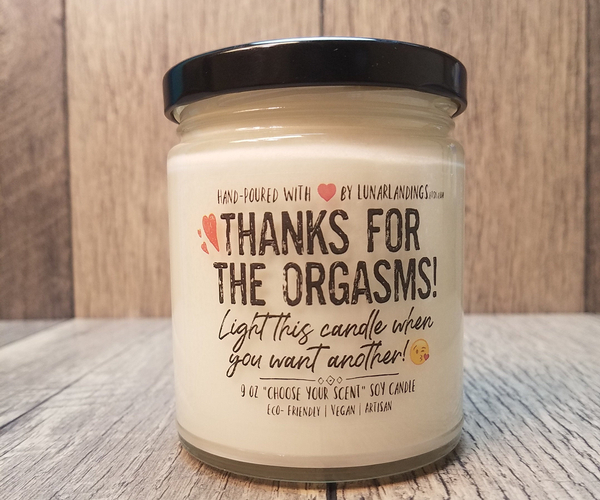 HAND-POURED WITH ❤ BY LUNARLANDINGS
THANKS FOR
THE ORGASMS!
Light this candle when
you want another! 😘
9 OZ "CHOOSE YOUR SCENT" SOY CANDLE
ECO- FRIENDLY | VEGAN | ARTISAN